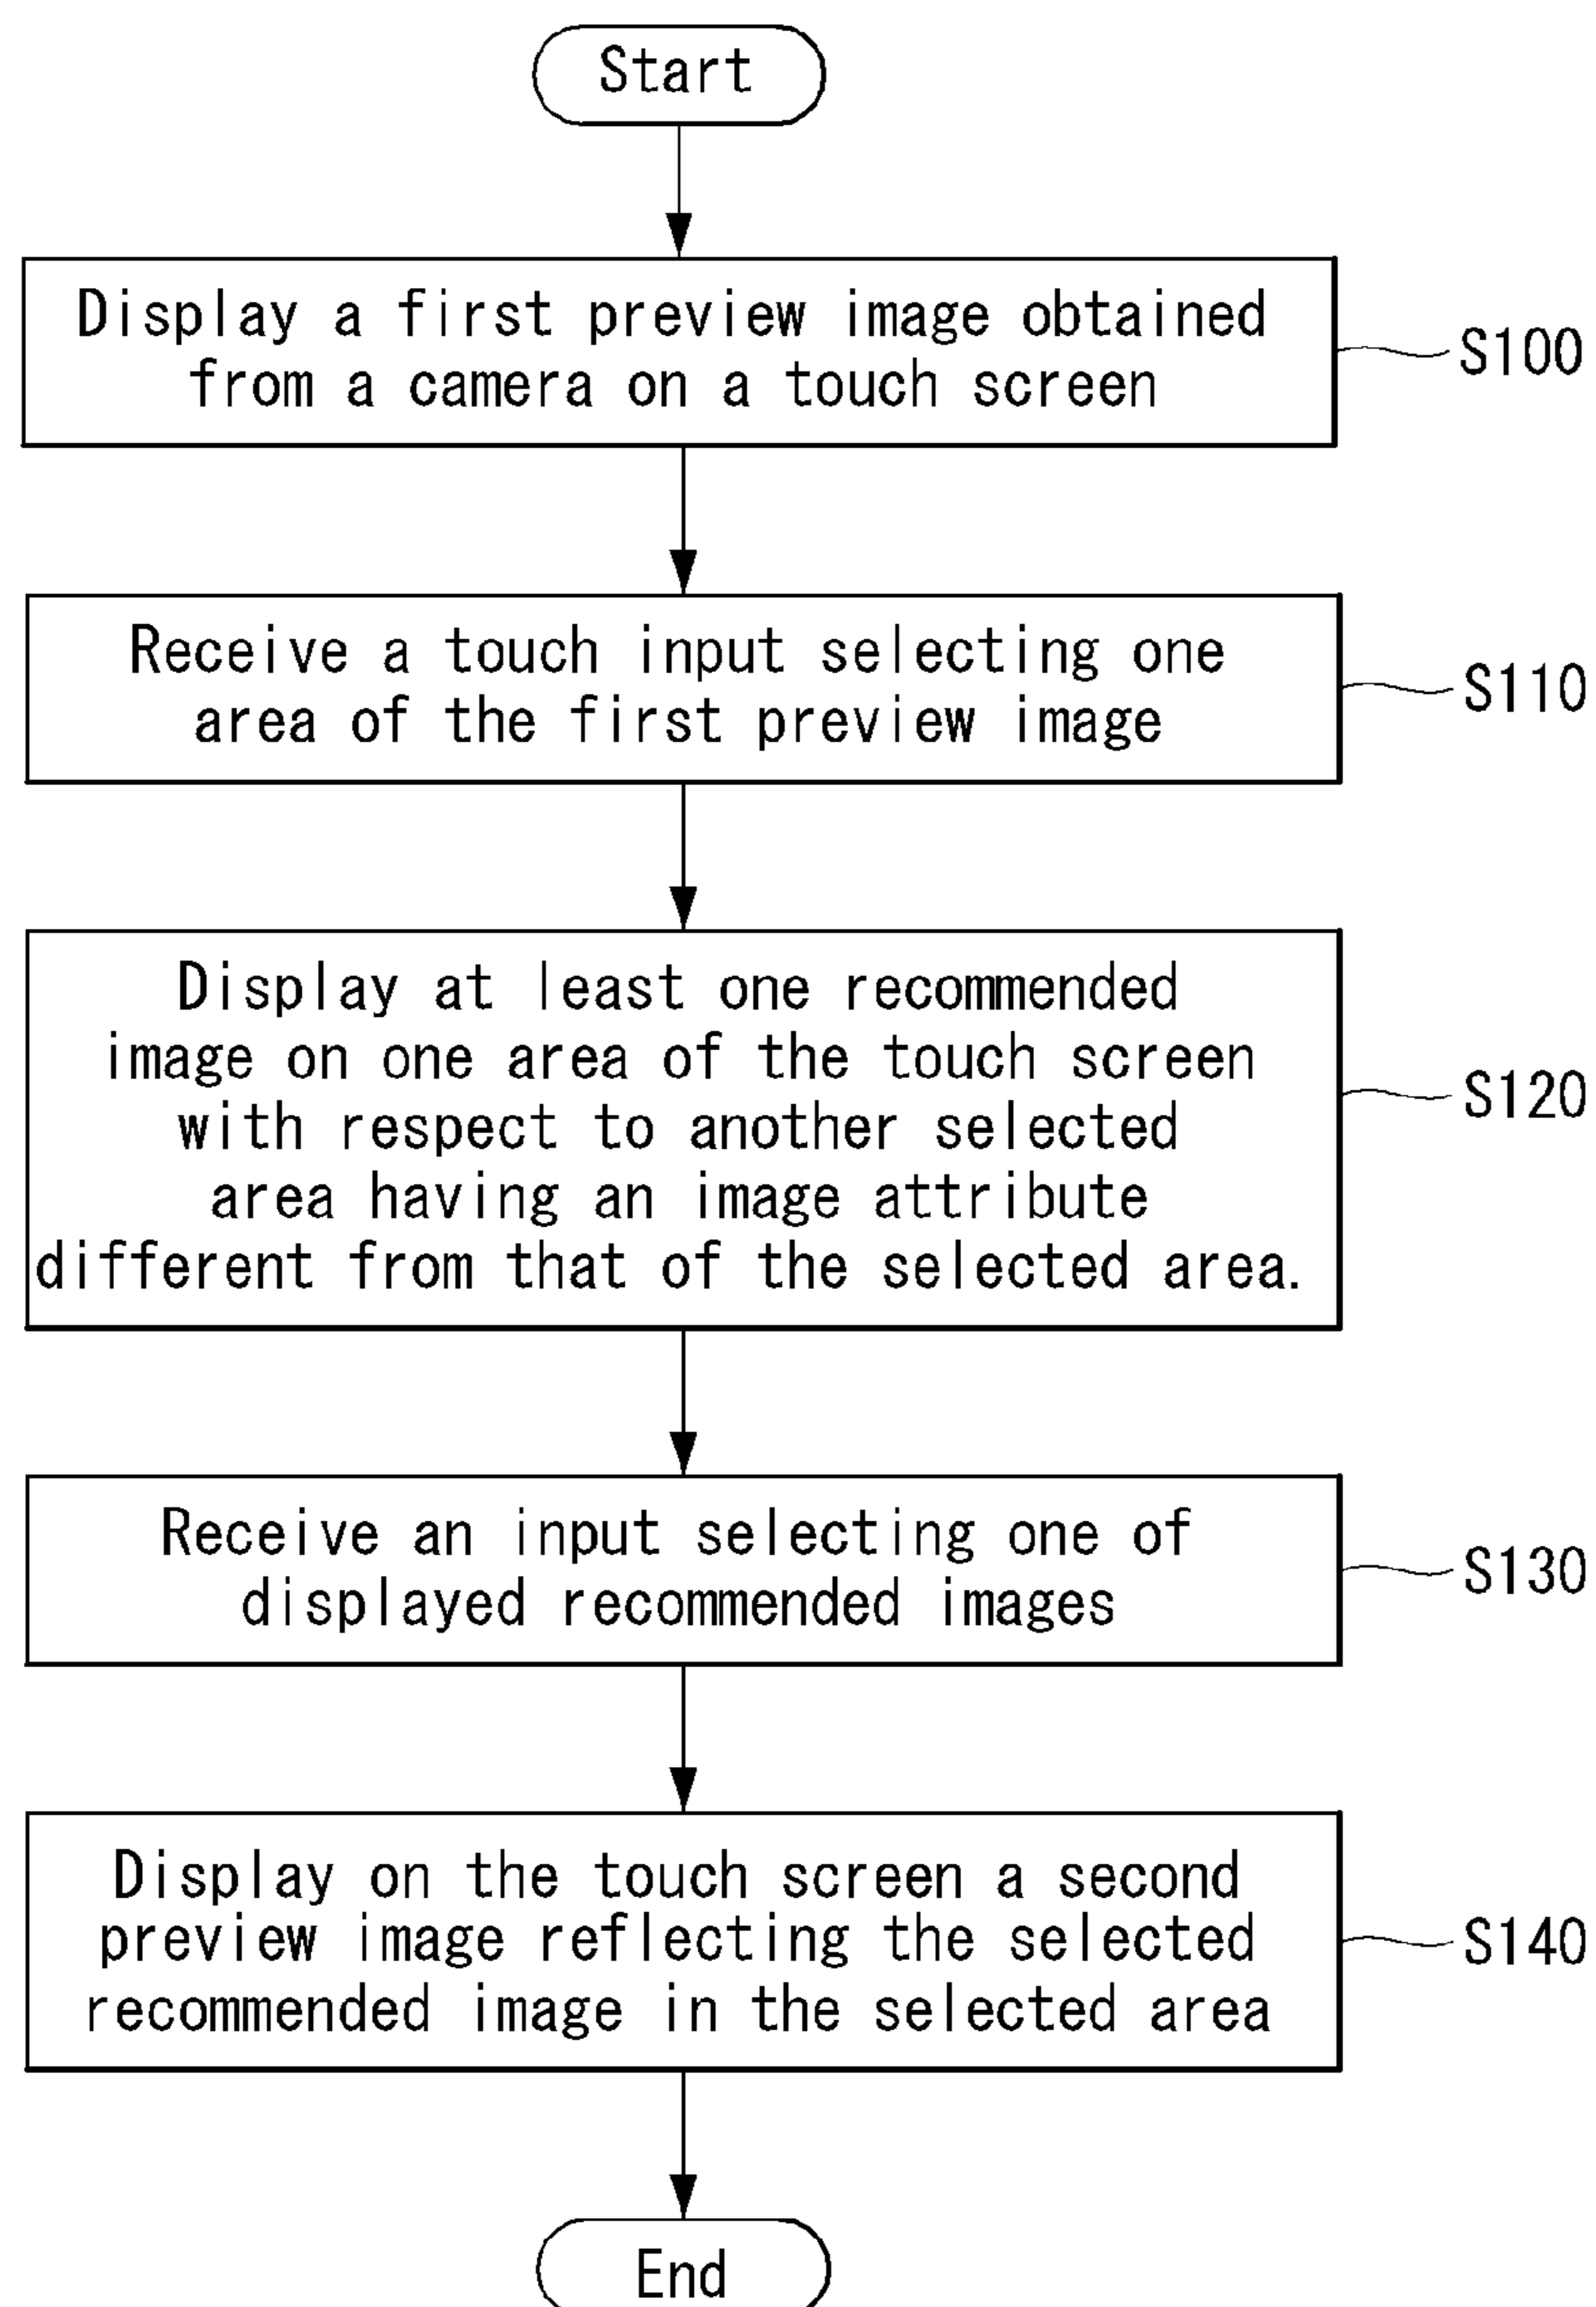 Start
Display a first preview image obtained
from a camera on a touch screen
S100
Receive a touch input selecting one
area of the first preview image
S110
Display at least one recommended
image on one area of the touch screen
with respect to another selected
area having an image attribute
different from that of the selected area.
S120
Receive an input selecting one of
displayed recommended images
S130
Display on the touch screen a second
preview image reflecting the selected
recommended image in the selected area
S140
End